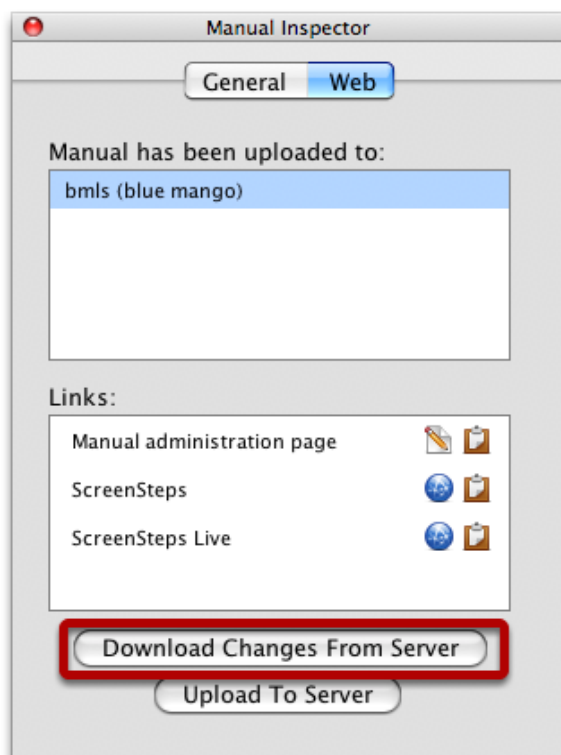 Manual Inspector
General Web
Manual has been uploaded to:
bmls (blue mango)
Links:
Manual administration page
ScreenSteps
ScreenSteps Live
Download Changes From Server
Upload To Server